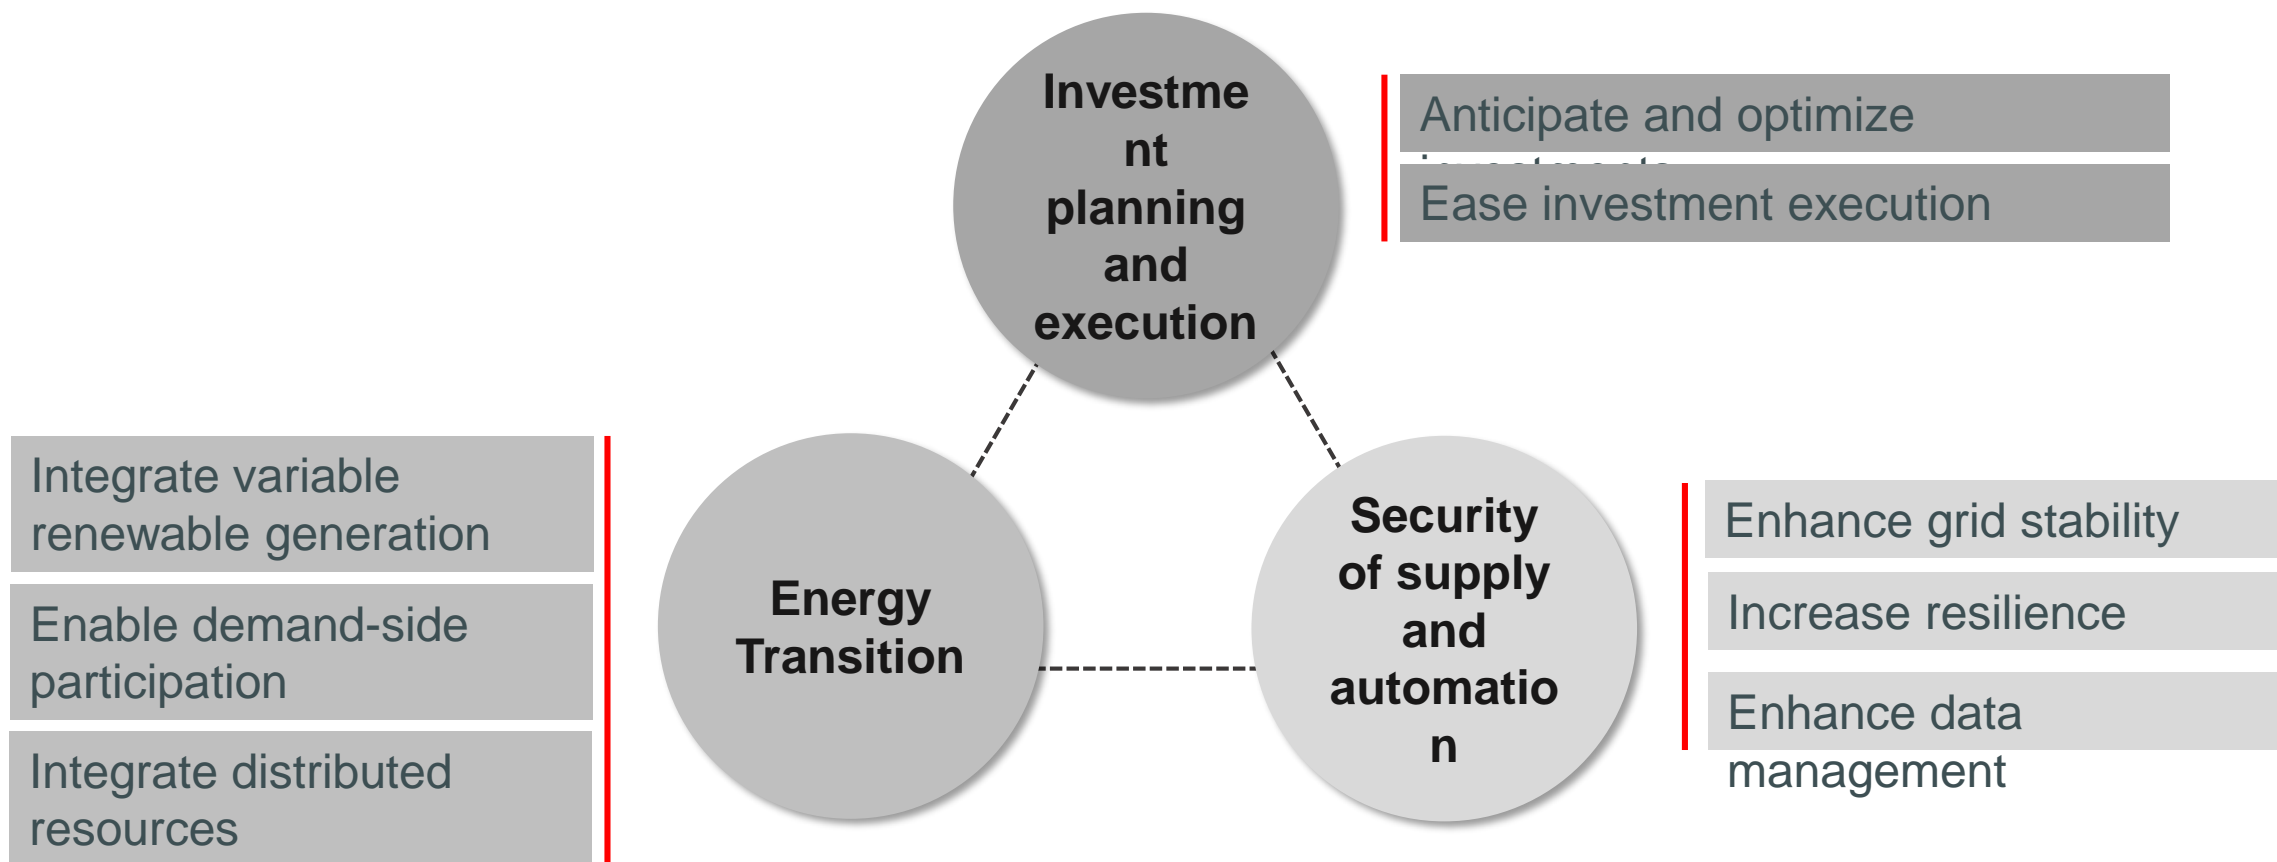 Investme
nt
planning
and
execution
Anticipate and optimize
Ease investment execution
Integrate variable
renewable generation
Enable demand-side
participation
Integrate distributed
resources
Energy
Transition
Security
of supply
and
automatio
n
Enhance grid stability
Increase resilience
Enhance data
management